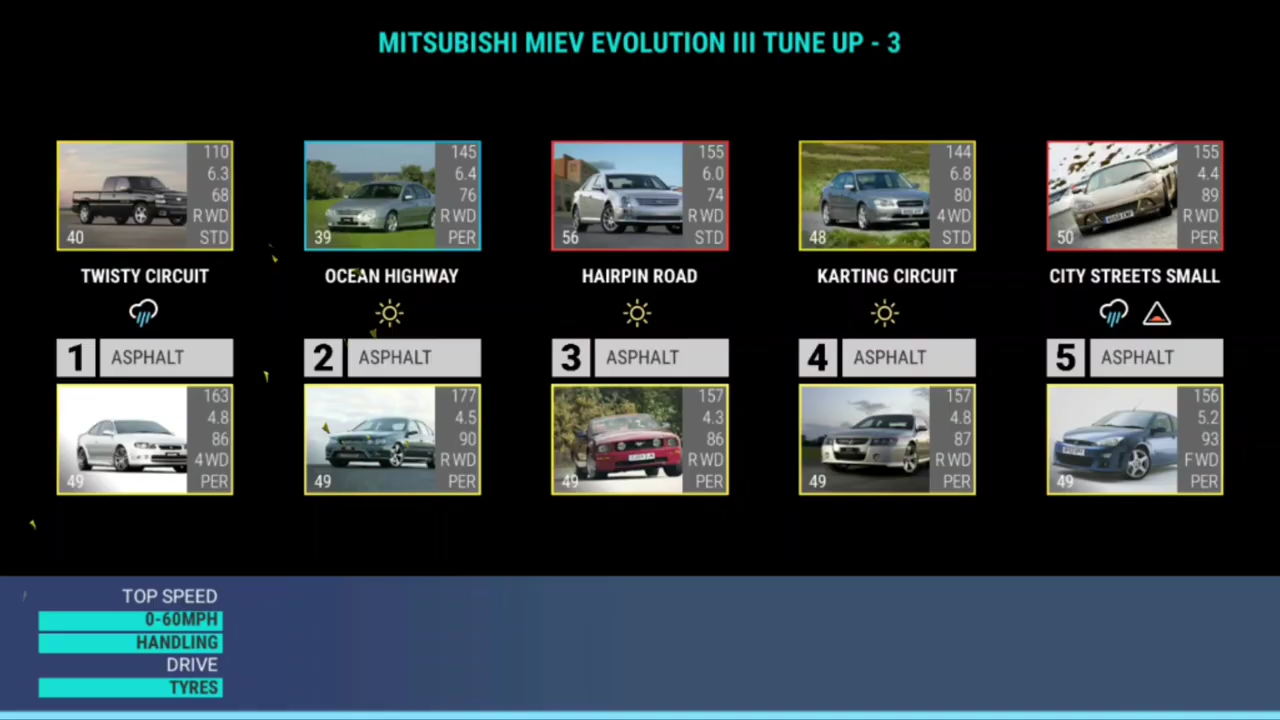 MITSUBISHI MIEV EVOLUTION III TUNE UP - 3
110
6.3
68
RWD
STD
40
145
6.4
76
RWD
PER
39
155
6.0
74
RWD
STD
56
144
6.8
80
4WD
STD
48
155
4.4
89
RWD
PER
50
TWISTY CIRCUIT
OCEAN HIGHWAY
HAIRPIN ROAD
KARTING CIRCUIT
CITY STREETS SMALL
1 ASPHALT
2 ASPHALT
3 ASPHALT
4 ASPHALT
5 ASPHALT
163
4.8
86
4WD
PER
49
177
4.5
90
RWD
PER
49
157
4.3
86
RWD
PER
49
157
4.8
87
RWD
PER
49
156
5.2
93
FWD
PER
49
TOP SPEED
0-60MPH
HANDLING
DRIVE
TYRES